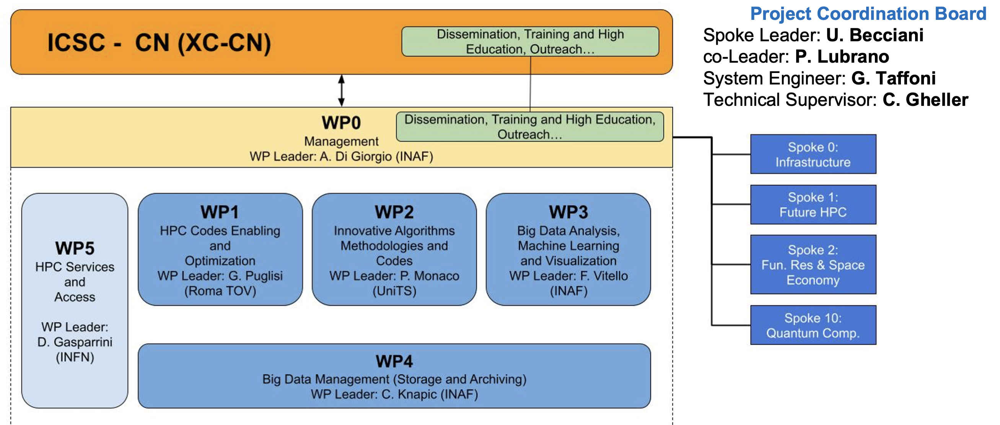 ICSC - CN (XC-CN)
Dissemination, Training and High
Education, Outreach...
Project Coordination Board
Spoke Leader: U. Becciani
co-Leader: P. Lubrano
System Engineer: G. Taffoni
Technical Supervisor: C. Gheller
WP0
Management
WP Leader: A. Di Giorgio (INAF)
Dissemination, Training and High Education,
Outreach...
WP5
HPC Services
and
Access
WP Leader:
D. Gasparrini
(INFN)
WP1
HPC Codes Enabling
and
Optimization
WP Leader: G. Puglisi
(Roma TOV)
WP2
Innovative Algorithms
Methodologies and
Codes
WP Leader: P. Monaco
(UniTS)
WP3
Big Data Analysis,
Machine Learning
and Visualization
WP Leader: F. Vitello
(INAF)
WP4
Big Data Management (Storage and Archiving)
WP Leader: C. Knapic (INAF)
Spoke 0:
Infrastructure
Spoke 1:
Future HPC
Spoke 2:
Fun. Res & Space
Economy
Spoke 10:
Quantum Comp.